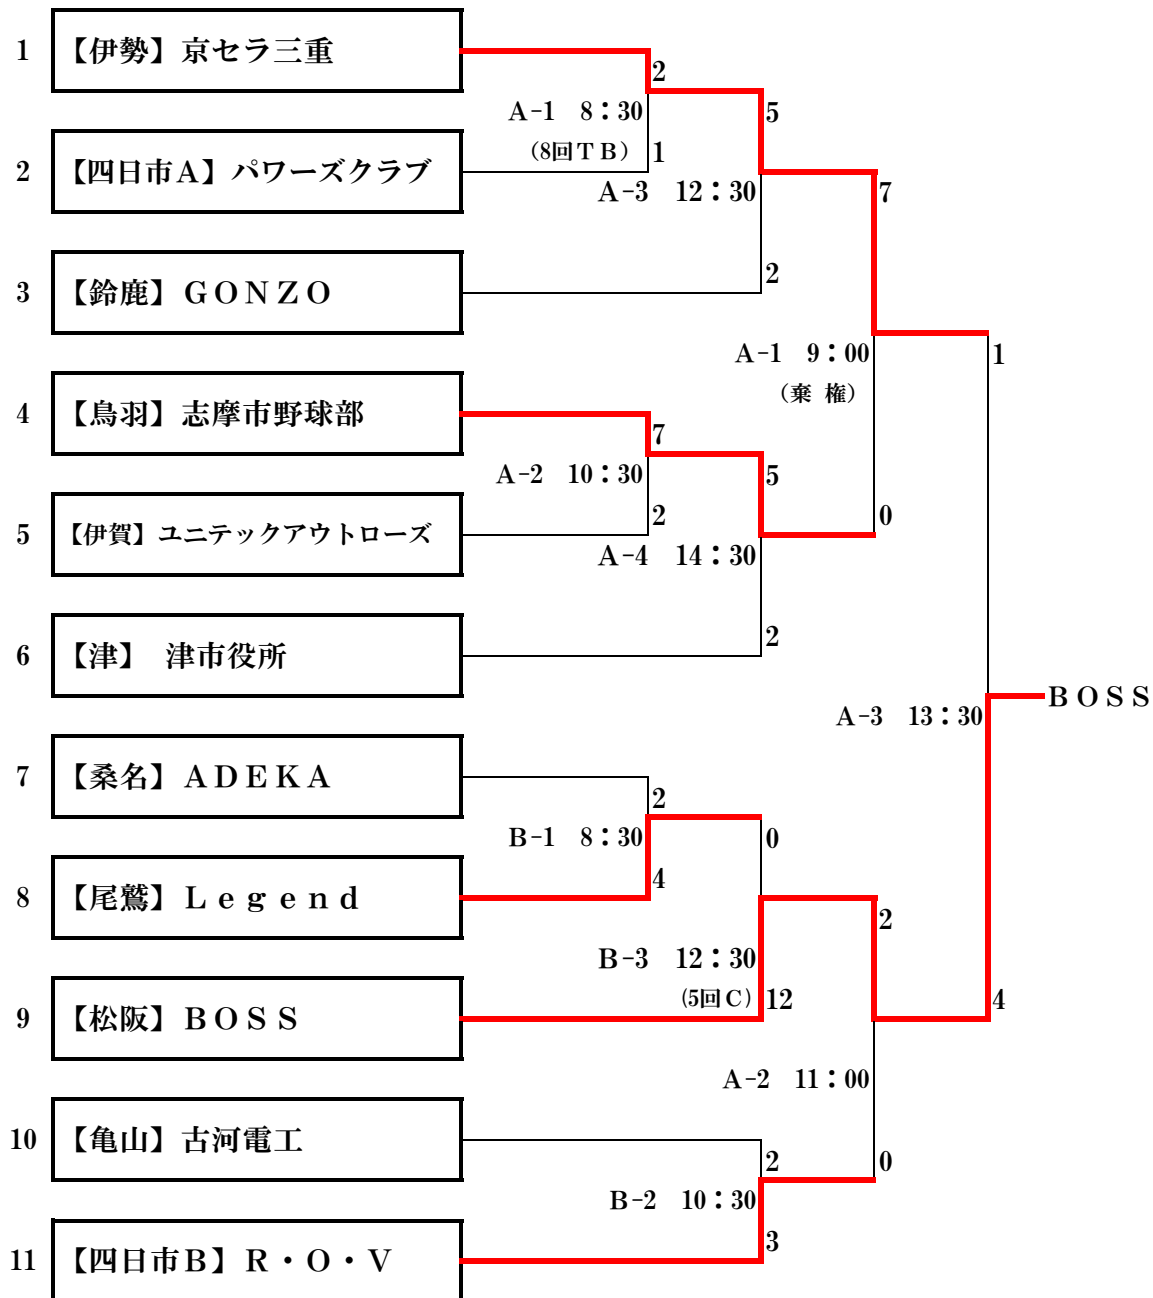 1 【伊勢】京セラ三重
2
A-1 8：30
5
(8回ＴＢ) 1
2 【四日市Ａ】パワーズクラブ
A-3 12：30
7
2
3 【鈴鹿】ＧＯＮＺＯ
A-1 9：00
1
(棄 権)
4 【鳥羽】志摩市野球部
7
A-2 10：30
5
2
0
5 【伊賀】ユニテックアウトローズ
A-4 14：30
2
6 【津】 津市役所
ＢＯＳＳ
A-3 13：30
7 【桑名】ＡＤＥＫＡ
2
B-1 8：30
0
4
8 【尾鷲】Ｌｅｇｅｎｄ
2
B-3 12：30
(5回Ｃ) 12
4
9 【松阪】ＢＯＳＳ
A-2 11：00
10 【亀山】古河電工
2
0
B-2 10：30
3
11 【四日市Ｂ】Ｒ・Ｏ・Ｖ